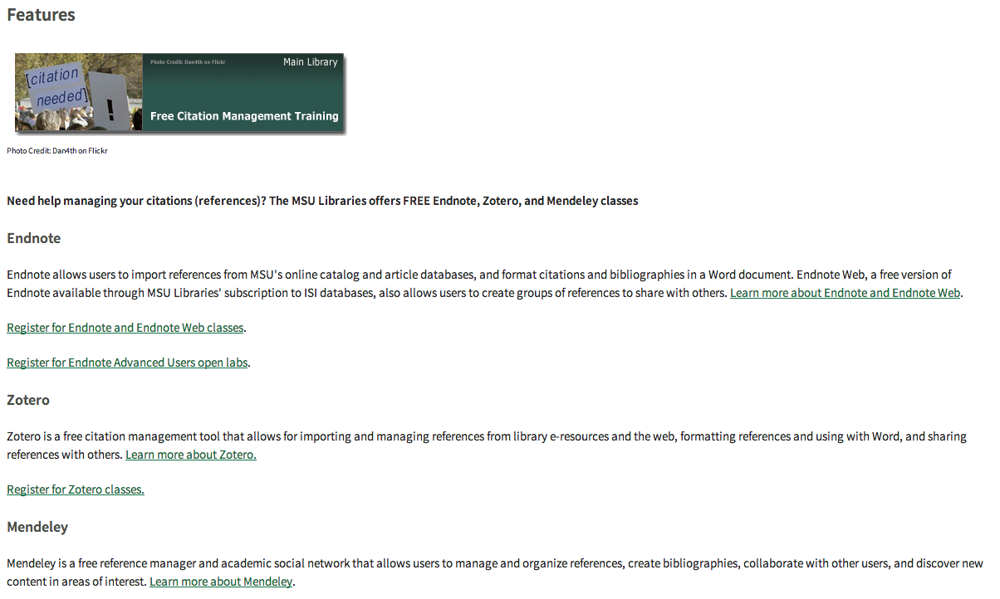 Features
[citation
needed]
!
Photo Credit: Dan4th on Flickr
Main Library
Free Citation Management Training
Photo Credit: Dan4th on Flickr
Need help managing your citations (references)? The MSU Libraries offers FREE Endnote, Zotero, and Mendeley classes
Endnote
Endnote allows users to import references from MSU's online catalog and article databases, and format citations and bibliographies in a Word document. Endnote Web, a free version of
Endnote available through MSU Libraries' subscription to ISI databases, also allows users to create groups of references to share with others. Learn more about Endnote and Endnote Web.
Register for Endnote and Endnote Web classes.
Register for Endnote Advanced Users open labs.
Zotero
Zotero is a free citation management tool that allows for importing and managing references from library e-resources and the web, formatting references and using with Word, and sharing
references with others. Learn more about Zotero.
Register for Zotero classes.
Mendeley
Mendeley is a free reference manager and academic social network that allows users to manage and organize references, create bibliographies, collaborate with other users, and discover new
content in areas of interest. Learn more about Mendeley.